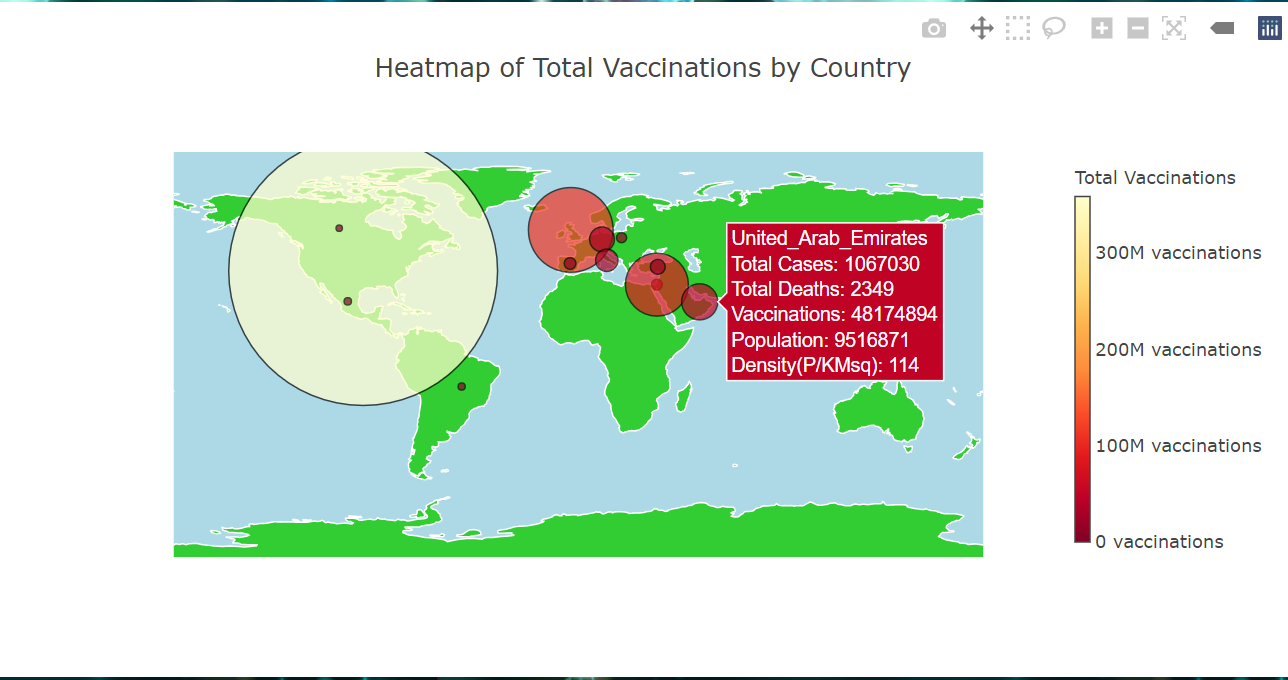 Heatmap of Total Vaccinations by Country
Total Vaccinations
300M vaccinations
200M vaccinations
100M vaccinations
0 vaccinations
United_Arab_Emirates
Total Cases: 1067030
Total Deaths: 2349
Vaccinations: 48174894
Population: 9516871
Density(P/KMsq): 114